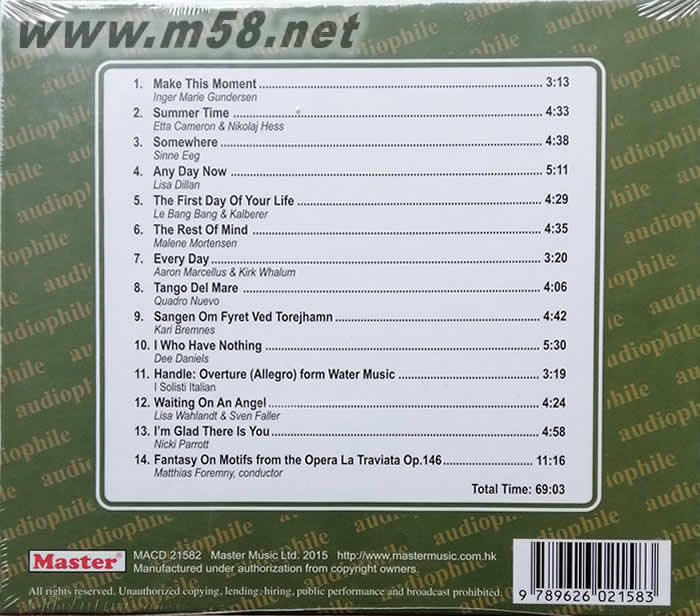 www.m58.net
1. Make This Moment 3:13
Inger Marie Gundersen
2. Summer Time 4:33
Etta Cameron & Nikolaj Hess
3. Somewhere 4:38
Sinne Eeg
4. Any Day Now 5:11
Lisa Dillan
5. The First Day Of Your Life 4:29
Le Bang Bang & Kalberer
6. The Rest Of Mind 4:35
Malene Mortensen
7. Every Day 3:20
Aaron Marcellus & Kirk Whalum
8. Tango Del Mare 4:06
Quadro Nuevo
9. Sangen Om Fyret Ved Torejhamn 4:42
Kari Bremnes
10. I Who Have Nothing 5:30
Dee Daniels
11. Handle: Overture (Allegro) form Water Music 3:19
I Solisti Italian
12. Waiting On An Angel 4:24
Lisa Wahlandt & Sven Faller
13. I'm Glad There Is You 4:58
Nicki Parrott
14. Fantasy On Motifs from the Opera La Traviata Op.146 11:16
Matthias Foremny, conductor
Total Time: 69:03
audiophile
Master®
MACD 21582 Master Music Ltd. 2015 http://www.mastermusic.com.hk
Manufactured under authorization from copyright owners.
All rights reserved. Unauthorized copying, lending, hiring, public performance and broadcast prohibited.
9 789626 021583